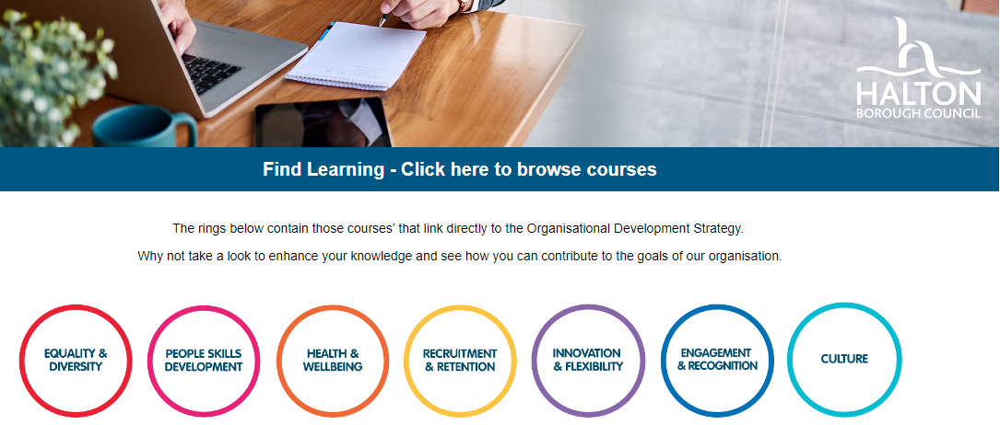 HALTON
BOROUGH COUNCIL
Find Learning - Click here to browse courses
The rings below contain those courses’ that link directly to the Organisational Development Strategy.
Why not take a look to enhance your knowledge and see how you can contribute to the goals of our organisation.
EQUALITY &
DIVERSITY
PEOPLE SKILLS
DEVELOPMENT
HEALTH &
WELLBEING
RECRUITMENT
& RETENTION
INNOVATION
& FLEXIBILITY
ENGAGEMENT
& RECOGNITION
CULTURE